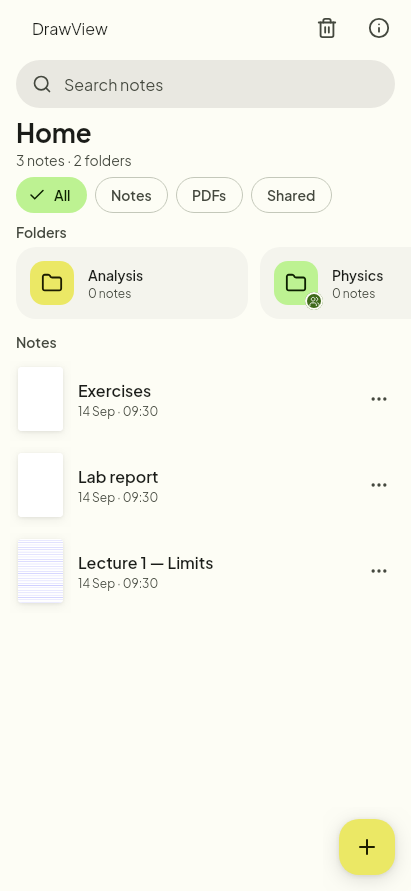 DrawView
Search notes
Home
3 notes · 2 folders
All
Notes
PDFs
Shared
Folders
Analysis
0 notes
Physics
0 notes
Notes
Exercises
14 Sep · 09:30
Lab report
14 Sep · 09:30
Lecture 1 — Limits
14 Sep · 09:30